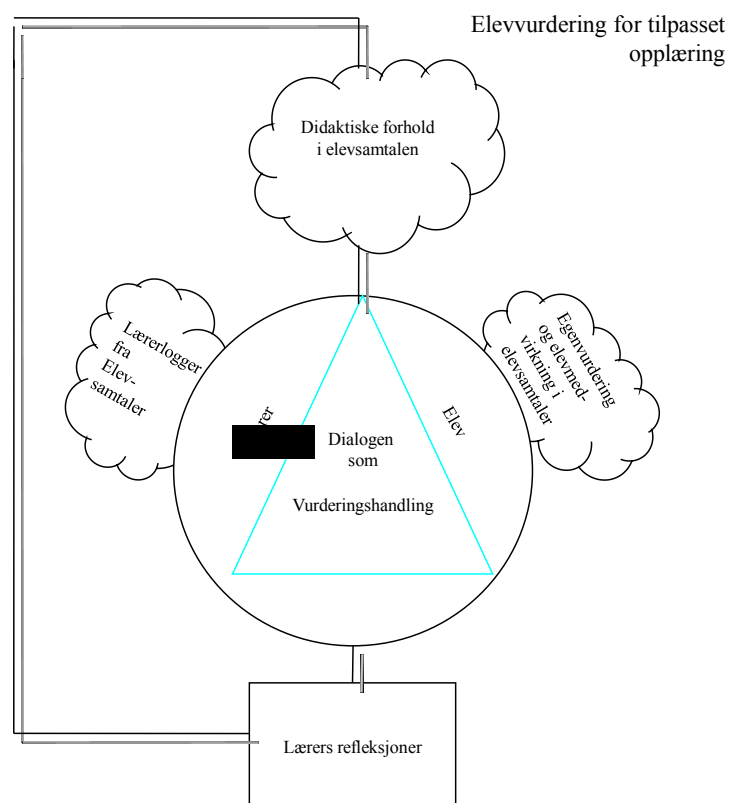 Elevvurdering for tilpasset
opplæring
Didaktiske forhold
i elevsamtalen
Lærerlogger
fra
Elev-
samtaler
Egenvurdering
og elevmed-
virkning i
elevsamtaler
Elev
Dialogen
som
Vurderingshandling
Lærers refleksjoner